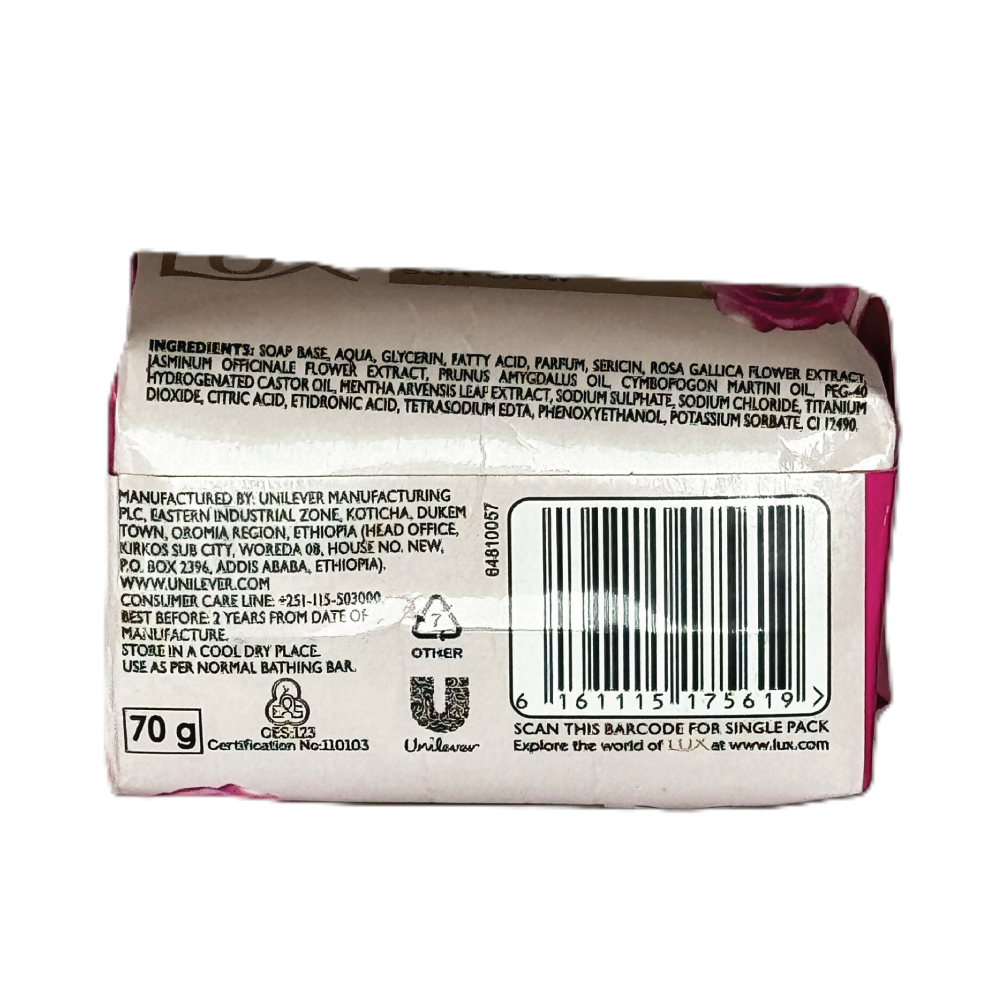 LUX
Soft Glow
INGREDIENTS: SOAP BASE, AQUA, GLYCERIN, FATTY ACID, PARFUM, SERICIN, ROSA GALLICA FLOWER EXTRACT,
JASMINUM OFFICINALE FLOWER EXTRACT, PRUNUS AMYGDALUS OIL, CYMBOPOGON MARTINI OIL, PEG-40
HYDROGENATED CASTOR OIL, MENTHA ARVENSIS LEAF EXTRACT, SODIUM SULPHATE, SODIUM CHLORIDE, TITANIUM
DIOXIDE, CITRIC ACID, ETIDRONIC ACID, TETRASODIUM EDTA, PHENOXYETHANOL, POTASSIUM SORBATE, CI 12490.
MANUFACTURED BY: UNILEVER MANUFACTURING
PLC, EASTERN INDUSTRIAL ZONE, KOTICHA, DUKEM
TOWN, OROMIA REGION, ETHIOPIA (HEAD OFFICE,
KIRKOS SUB CITY, WOREDA 08, HOUSE NO. NEW,
P.O. BOX 2396, ADDIS ABABA, ETHIOPIA).
WWW.UNILEVER.COM
CONSUMER CARE LINE: +251-115-503000
BEST BEFORE: 2 YEARS FROM DATE OF
MANUFACTURE.
STORE IN A COOL DRY PLACE.
USE AS PER NORMAL BATHING BAR.
70 g
CES:123
Certification No:110103
64810057
7
OTHER
Unilever
6 161115 175619 >
SCAN THIS BARCODE FOR SINGLE PACK
Explore the world of LUX at www.lux.com